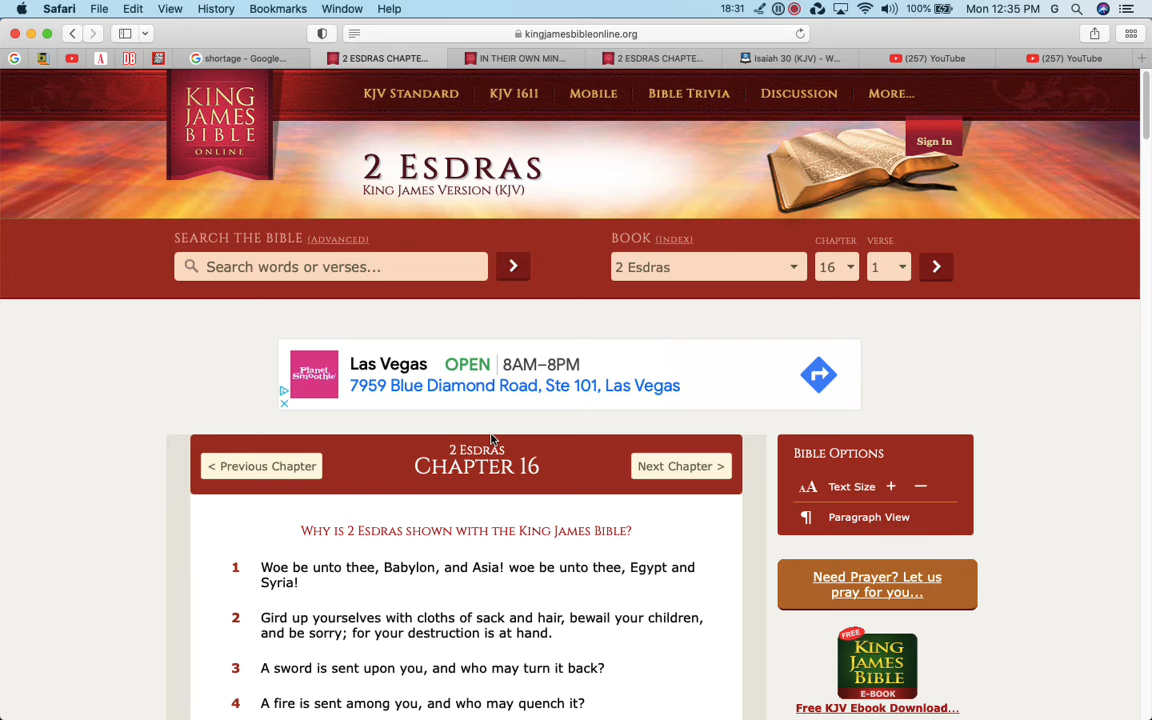 Safari File Edit View History Bookmarks Window Help 18:31 100% Mon 12:35 PM G
kingjamesbibleonline.org
shortage - Google... 2 ESDRAS CHAPTE... IN THEIR OWN MIN... 2 ESDRAS CHAPTE... Isaiah 30 (KJV) - W... (257) YouTube (257) YouTube
KING
JAMES
BIBLE
ONLINE
KJV STANDARD KJV 1611 MOBILE BIBLE TRIVIA DISCUSSION MORE...
Sign In
2 ESDRAS
KING JAMES VERSION (KJV)
SEARCH THE BIBLE (ADVANCED) BOOK (INDEX) CHAPTER VERSE
Search words or verses... 2 Esdras 16 1
Planet
Smoothie
Las Vegas OPEN 8AM–8PM
7959 Blue Diamond Road, Ste 101, Las Vegas
< Previous Chapter
2 ESDRAS
CHAPTER 16
Next Chapter >
BIBLE OPTIONS
AA Text Size + −
¶ Paragraph View
WHY IS 2 ESDRAS SHOWN WITH THE KING JAMES BIBLE?
1 Woe be unto thee, Babylon, and Asia! woe be unto thee, Egypt and
Syria!
2 Gird up yourselves with cloths of sack and hair, bewail your children,
and be sorry; for your destruction is at hand.
3 A sword is sent upon you, and who may turn it back?
4 A fire is sent among you, and who may quench it?
Need Prayer? Let us
pray for you...
FREE
KING
JAMES
BIBLE
E-BOOK
Free KJV Ebook Download...